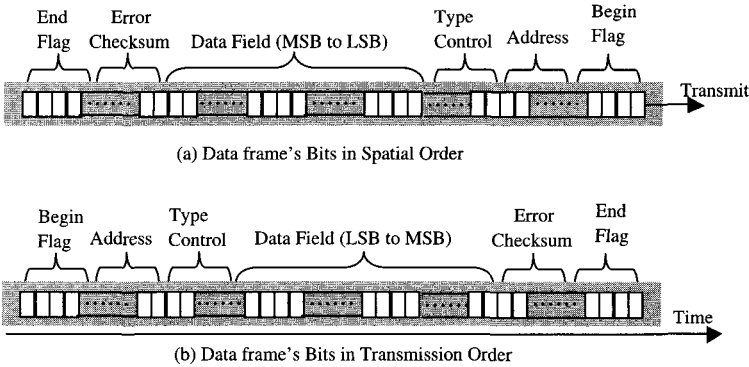 End Flag
Error Checksum
Data Field (MSB to LSB)
Type Control
Address
Begin Flag
Transmit
(a) Data frame's Bits in Spatial Order
Begin Flag
Address
Type Control
Data Field (LSB to MSB)
Error Checksum
End Flag
Time
(b) Data frame's Bits in Transmission Order